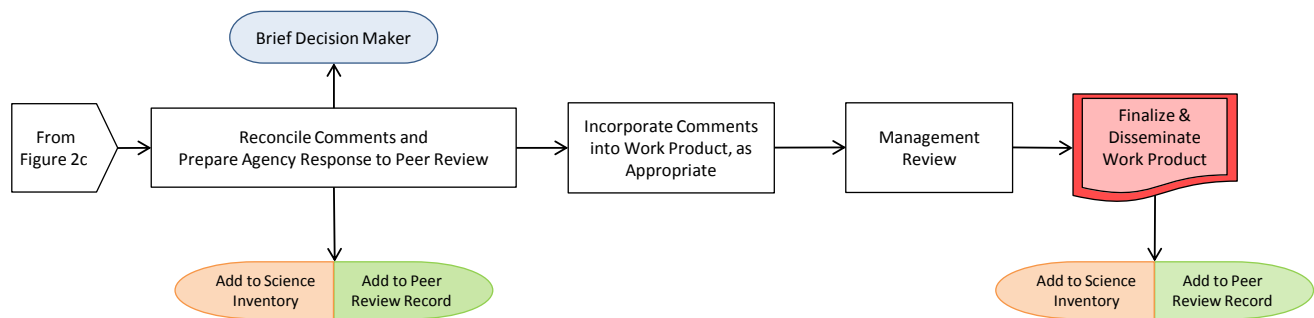 Brief Decision Maker
From
Figure 2c
Reconcile Comments and
Prepare Agency Response to Peer Review
Incorporate Comments
into Work Product, as
Appropriate
Management
Review
Finalize &
Disseminate
Work Product
Add to Science
Inventory
Add to Peer
Review Record
Add to Science
Inventory
Add to Peer
Review Record